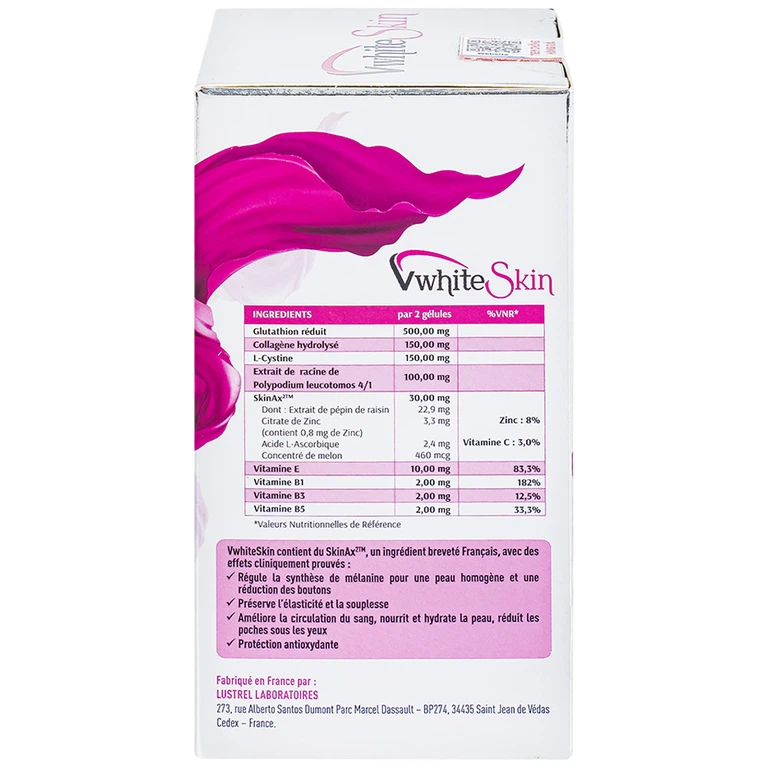 VwhiteSkin
Website
VwhiteSkin
INGREDIENTS par 2 gélules %VNR*
Glutathion réduit 500,00 mg
Collagène hydrolysé 150,00 mg
L-Cystine 150,00 mg
Extrait de racine de
Polypodium leucotomos 4/1 100,00 mg
SkinAx²™ 30,00 mg
Dont : Extrait de pépin de raisin 22,9 mg
Citrate de Zinc 3,3 mg Zinc : 8%
(contient 0,8 mg de Zinc)
Acide L-Ascorbique 2,4 mg Vitamine C : 3,0%
Concentré de melon 460 mcg
Vitamine E 10,00 mg 83,3%
Vitamine B1 2,00 mg 182%
Vitamine B3 2,00 mg 12,5%
Vitamine B5 2,00 mg 33,3%
*Valeurs Nutritionnelles de Référence
VwhiteSkin contient du SkinAx²™, un ingrédient breveté Français, avec des
effets cliniquement prouvés :
✓ Régule la synthèse de mélanine pour une peau homogène et une
réduction des boutons
✓ Préserve l'élasticité et la souplesse
✓ Améliore la circulation du sang, nourrit et hydrate la peau, réduit les
poches sous les yeux
✓ Protéction antioxydante
Fabriqué en France par :
LUSTREL LABORATOIRES
273, rue Alberto Santos Dumont Parc Marcel Dassault – BP274, 34435 Saint Jean de Védas
Cedex – France.